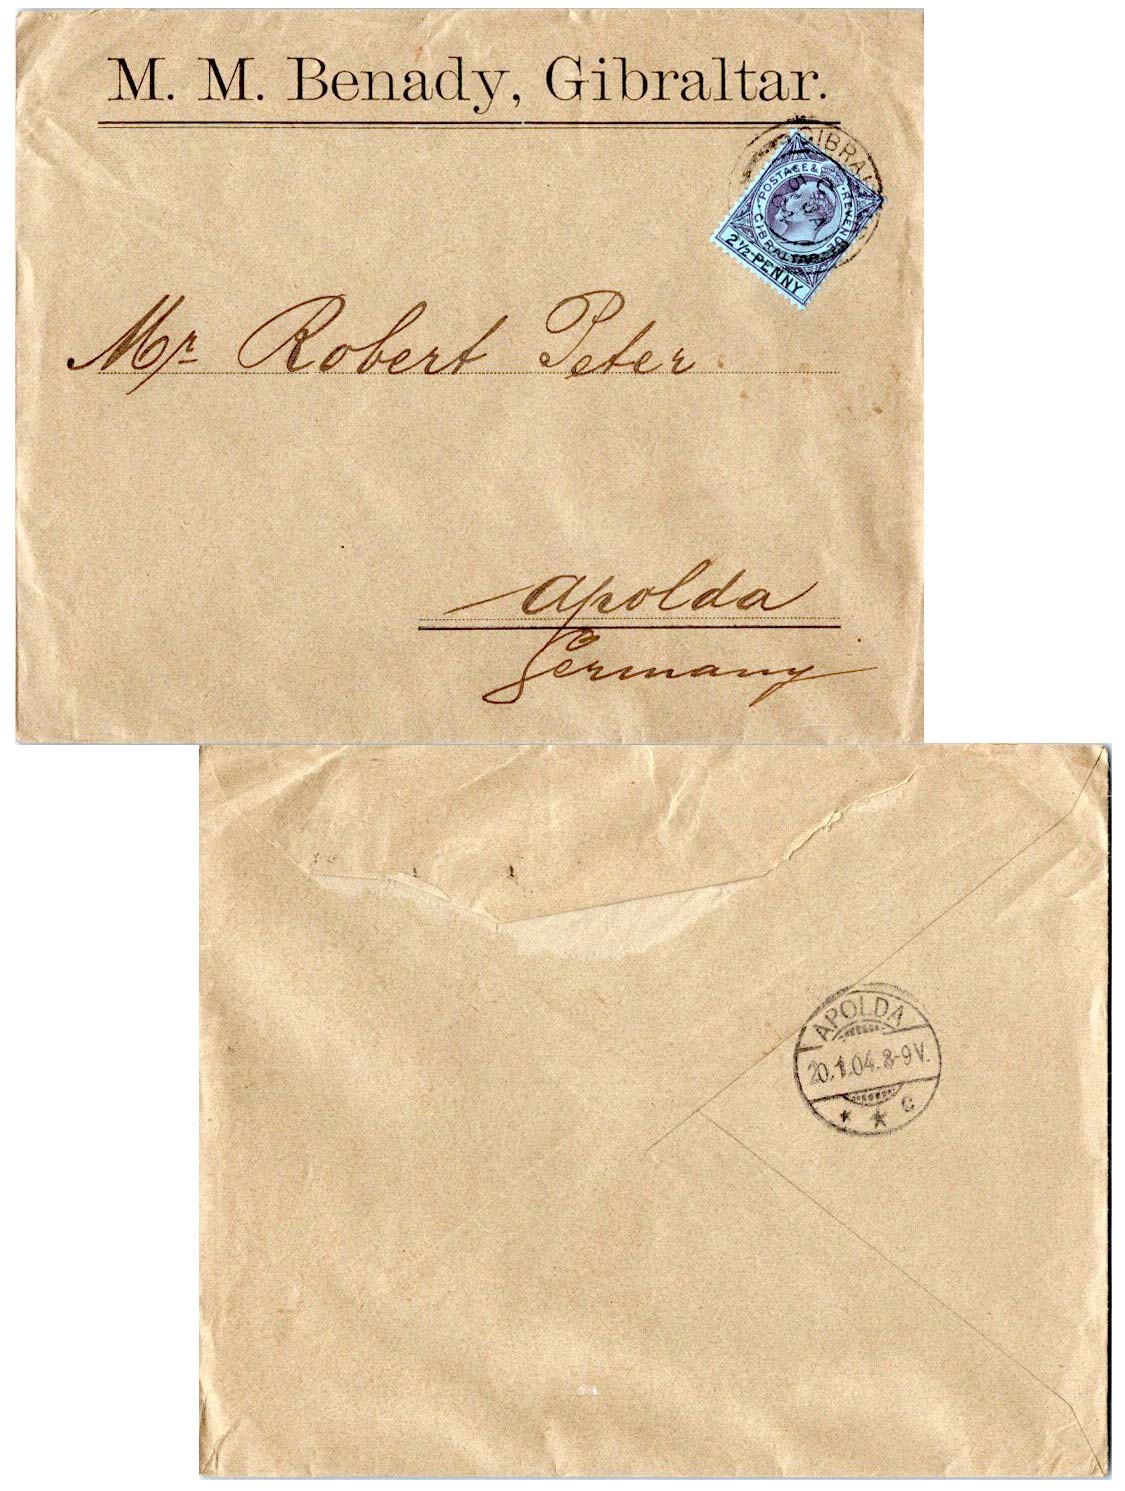 M. M. Benady, Gibraltar.
GIBRAL
POSTAGE & REVENUE
GIBRALTAR
2½-PENNY
Mr Robert Peter.
Apolda
Germany
APOLDA
20.1.04.8-9V.
* * c